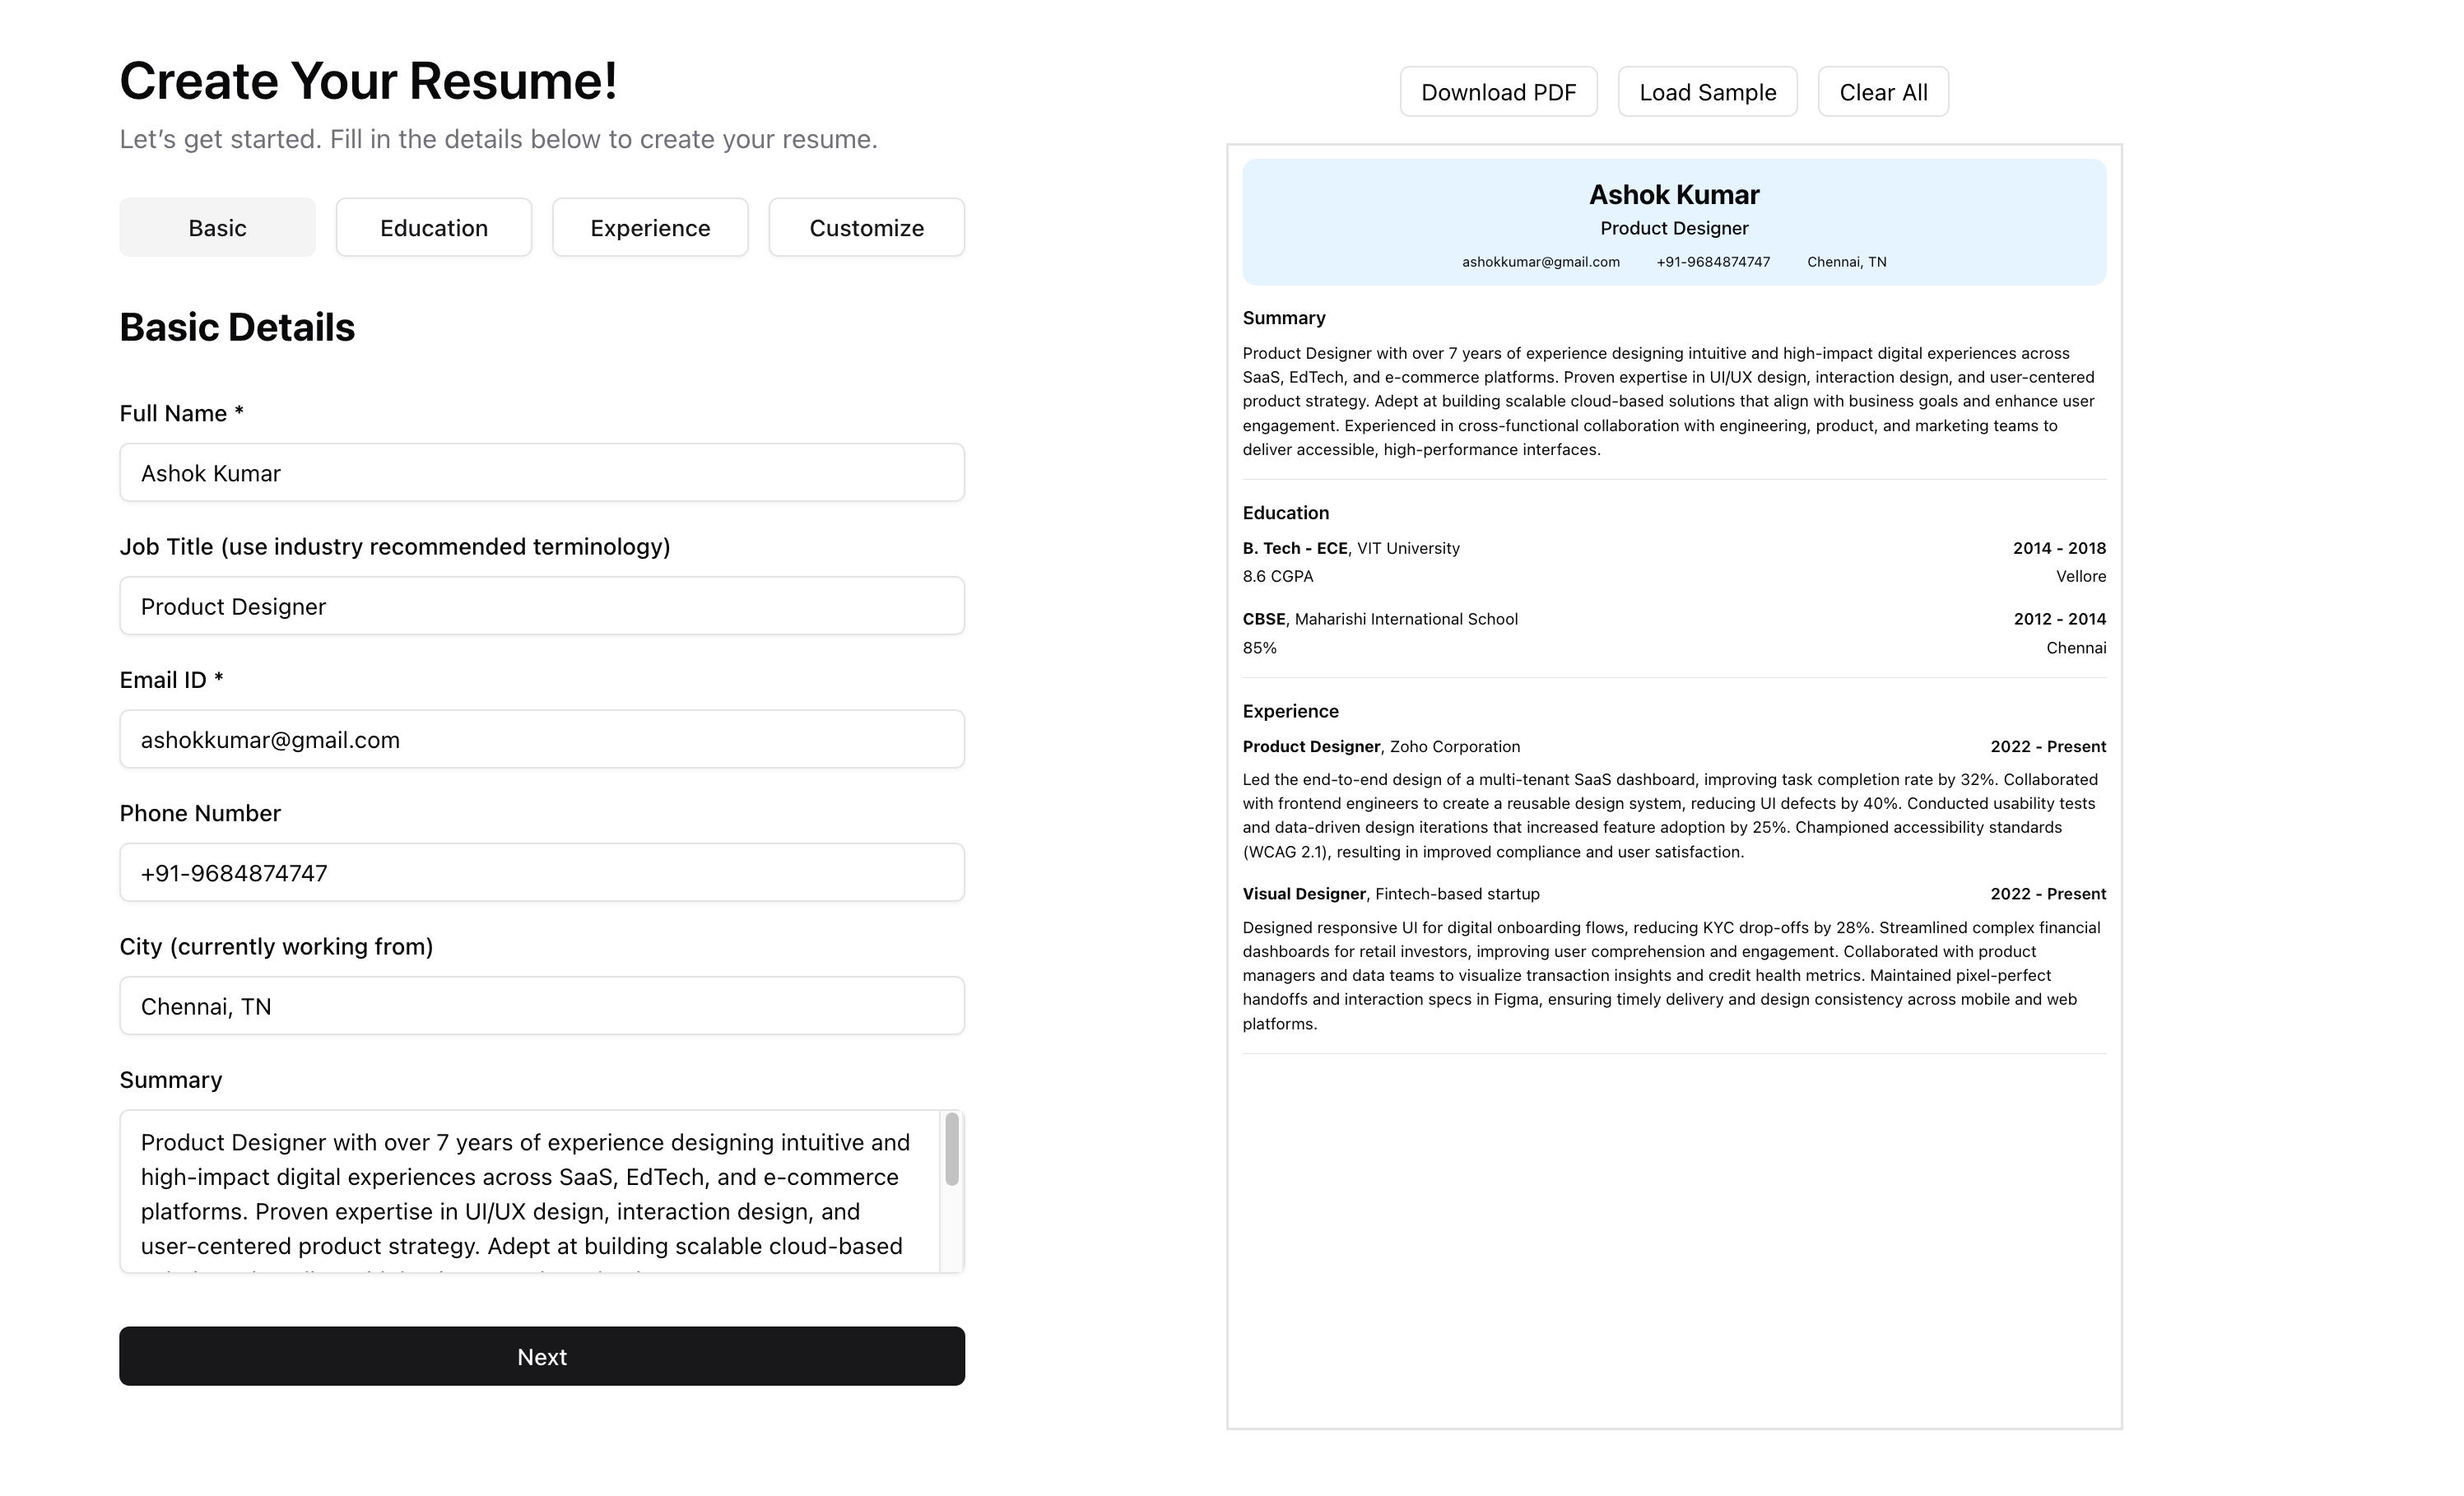 Create Your Resume!
Let’s get started. Fill in the details below to create your resume.
Basic
Education
Experience
Customize
Basic Details
Full Name *
Ashok Kumar
Job Title (use industry recommended terminology)
Product Designer
Email ID *
ashokkumar@gmail.com
Phone Number
+91-9684874747
City (currently working from)
Chennai, TN
Summary
Product Designer with over 7 years of experience designing intuitive and
high-impact digital experiences across SaaS, EdTech, and e-commerce
platforms. Proven expertise in UI/UX design, interaction design, and
user-centered product strategy. Adept at building scalable cloud-based
Next
Download PDF
Load Sample
Clear All
Ashok Kumar
Product Designer
ashokkumar@gmail.com +91-9684874747 Chennai, TN
Summary
Product Designer with over 7 years of experience designing intuitive and high-impact digital experiences across
SaaS, EdTech, and e-commerce platforms. Proven expertise in UI/UX design, interaction design, and user-centered
product strategy. Adept at building scalable cloud-based solutions that align with business goals and enhance user
engagement. Experienced in cross-functional collaboration with engineering, product, and marketing teams to
deliver accessible, high-performance interfaces.
Education
B. Tech - ECE, VIT University 2014 - 2018
8.6 CGPA Vellore
CBSE, Maharishi International School 2012 - 2014
85% Chennai
Experience
Product Designer, Zoho Corporation 2022 - Present
Led the end-to-end design of a multi-tenant SaaS dashboard, improving task completion rate by 32%. Collaborated
with frontend engineers to create a reusable design system, reducing UI defects by 40%. Conducted usability tests
and data-driven design iterations that increased feature adoption by 25%. Championed accessibility standards
(WCAG 2.1), resulting in improved compliance and user satisfaction.
Visual Designer, Fintech-based startup 2022 - Present
Designed responsive UI for digital onboarding flows, reducing KYC drop-offs by 28%. Streamlined complex financial
dashboards for retail investors, improving user comprehension and engagement. Collaborated with product
managers and data teams to visualize transaction insights and credit health metrics. Maintained pixel-perfect
handoffs and interaction specs in Figma, ensuring timely delivery and design consistency across mobile and web
platforms.